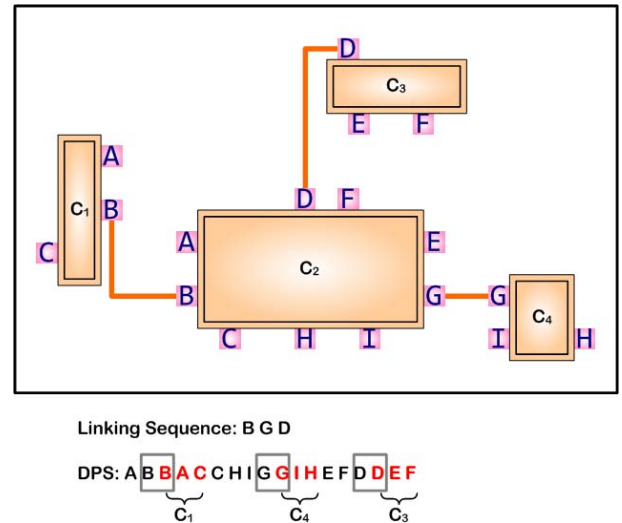 D
C₃
E F
A
D F
C₁ B
A E
C
C₂
B G G
C₄
C H I I H
Linking Sequence: B G D
DPS: A B B A C C H I G G I H E F D D E F
C₁ C₄ C₃